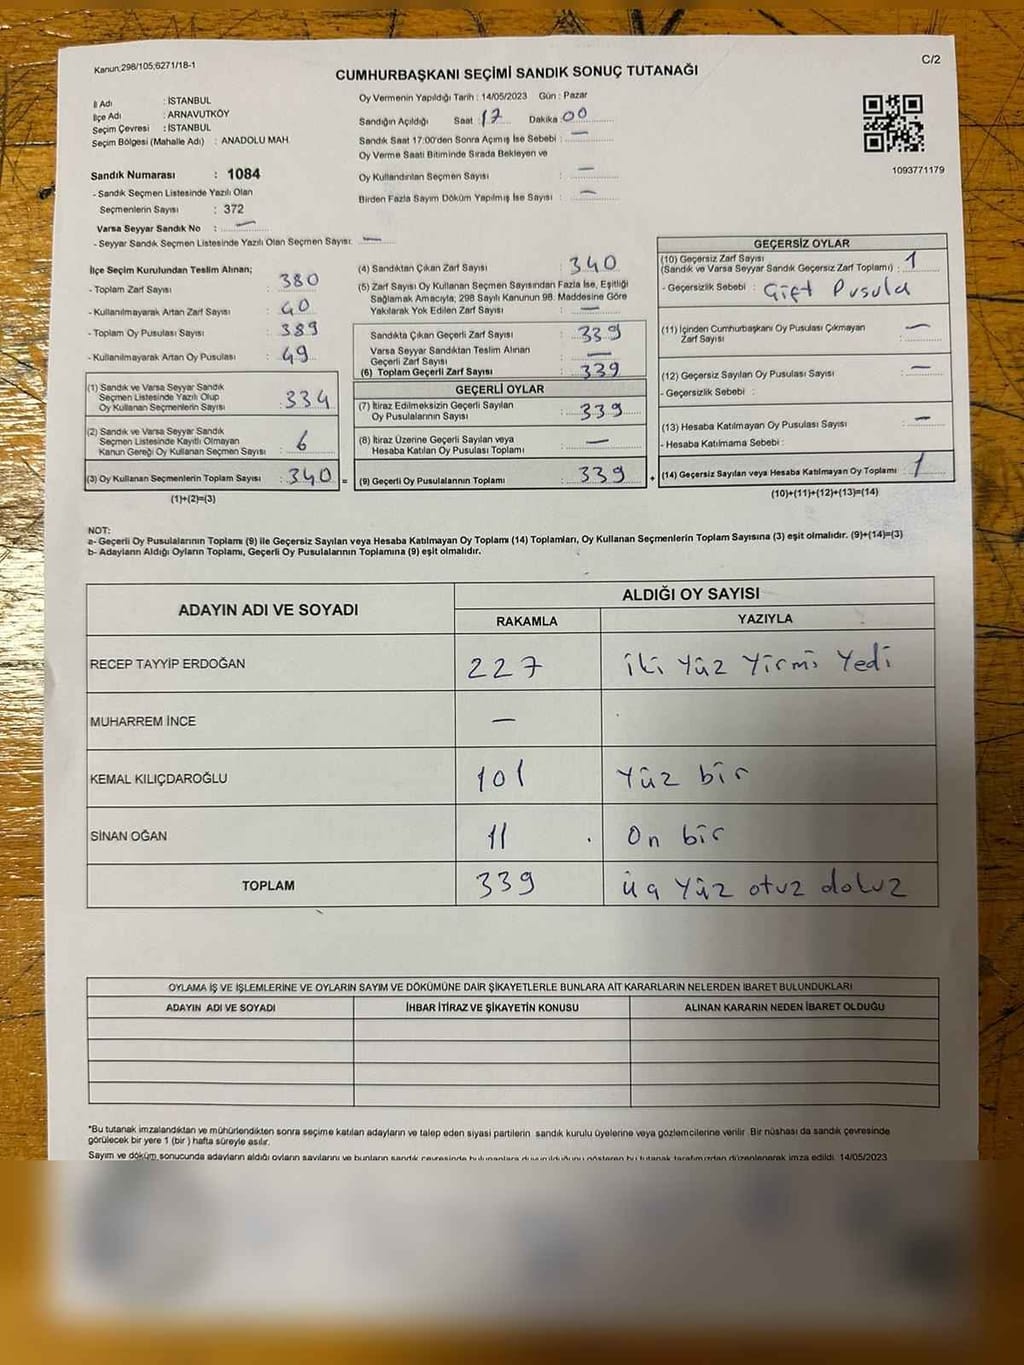 Kanun;298/105;6271/18-1
C/2
CUMHURBAŞKANI SEÇİMİ SANDIK SONUÇ TUTANAĞI
İl Adı : İSTANBUL
İlçe Adı : ARNAVUTKÖY
Seçim Çevresi : İSTANBUL
Seçim Bölgesi (Mahalle Adı) : ANADOLU MAH.
Sandık Numarası : 1084
- Sandık Seçmen Listesinde Yazılı Olan
Seçmenlerin Sayısı : 372
Varsa Seyyar Sandık No : —
- Seyyar Sandık Seçmen Listesinde Yazılı Olan Seçmen Sayısı: —
Oy Vermenin Yapıldığı Tarih : 14/05/2023 Gün : Pazar
Sandığın Açıldığı Saat : 17 Dakika : 00
Sandık Saat 17:00'den Sonra Açımış İse Sebebi : —
Oy Verme Saati Bitiminde Sırada Bekleyen ve
Oy Kullandırılan Seçmen Sayısı : —
Birden Fazla Sayım Döküm Yapılmış İse Sayısı : —
1093771179
İlçe Seçim Kurulundan Teslim Alınan;
- Toplam Zarf Sayısı : 380
- Kullanılmayarak Artan Zarf Sayısı : 40
- Toplam Oy Pusulası Sayısı : 389
- Kullanılmayarak Artan Oy Pusulası : 49
(1) Sandık ve Varsa Seyyar Sandık
Seçmen Listesinde Yazılı Olup
Oy Kullanan Seçmenlerin Sayısı : 334
(2) Sandık ve Varsa Seyyar Sandık
Seçmen Listesinde Kayıtlı Olmayan
Kanun Gereği Oy Kullanan Seçmen Sayısı : 6
(3) Oy Kullanan Seçmenlerin Toplam Sayısı : 340 =
(1)+(2)=(3)
(4) Sandıktan Çıkan Zarf Sayısı : 340
(5) Zarf Sayısı Oy Kullanan Seçmen Sayısından Fazla İse, Eşitliği
Sağlamak Amacıyla; 298 Sayılı Kanunun 98. Maddesine Göre
Yakılarak Yok Edilen Zarf Sayısı : —
Sandıkta Çıkan Geçerli Zarf Sayısı : 339
Varsa Seyyar Sandıktan Teslim Alınan
Geçerli Zarf Sayısı : —
(6) Toplam Geçerli Zarf Sayısı : 339
GEÇERLİ OYLAR
(7) İtiraz Edilmeksizin Geçerli Sayılan
Oy Pusulalarının Sayısı : 339
(8) İtiraz Üzerine Geçerli Sayılan veya
Hesaba Katılan Oy Pusulası Toplamı : —
(9) Geçerli Oy Pusulalarının Toplamı : 339 +
GEÇERSİZ OYLAR
(10) Geçersiz Zarf Sayısı
(Sandık ve Varsa Seyyar Sandık Geçersiz Zarf Toplamı) : 1
- Geçersizlik Sebebi : Çift Pusula
(11) İçinden Cumhurbaşkanı Oy Pusulası Çıkmayan
Zarf Sayısı : —
(12) Geçersiz Sayılan Oy Pusulası Sayısı : —
- Geçersizlik Sebebi :
(13) Hesaba Katılmayan Oy Pusulası Sayısı : —
- Hesaba Katılmama Sebebi :
(14) Geçersiz Sayılan veya Hesaba Katılmayan Oy Toplamı : 1
(10)+(11)+(12)+(13)=(14)
NOT:
a- Geçerli Oy Pusulalarının Toplamı (9) ile Geçersiz Sayılan veya Hesaba Katılmayan Oy Toplamı (14) Toplamları, Oy Kullanan Seçmenlerin Toplam Sayısına (3) eşit olmalıdır. (9)+(14)=(3)
b- Adayların Aldığı Oyların Toplamı, Geçerli Oy Pusulalarının Toplamına (9) eşit olmalıdır.
ADAYIN ADI VE SOYADI ALDIĞI OY SAYISI
RAKAMLA YAZIYLA
RECEP TAYYİP ERDOĞAN 227 iki yüz yirmi yedi
MUHARREM İNCE —
KEMAL KILIÇDAROĞLU 101 yüz bir
SİNAN OĞAN 11 On bir
TOPLAM 339 üç yüz otuz dokuz
OYLAMA İŞ VE İŞLEMLERİNE VE OYLARIN SAYIM VE DÖKÜMÜNE DAİR ŞİKAYETLERLE BUNLARA AİT KARARLARIN NELERDEN İBARET BULUNDUKLARI
ADAYIN ADI VE SOYADI İHBAR İTİRAZ VE ŞİKAYETİN KONUSU ALINAN KARARIN NEDEN İBARET OLDUĞU
*Bu tutanak imzalandıktan ve mühürlendikten sonra seçime katılan adayların ve talep eden siyasi partilerin sandık kurulu üyelerine veya gözlemcilerine verilir .Bir nüshası da sandık çevresinde
görülecek bir yere 1 (bir ) hafta süreyle asılır.
Sayım ve döküm sonucunda adayların aldığı oyların sayılarını ve bunların sandık çevresinde bulunanlara duyurulduğunu gösteren bu tutanak tarafımızdan düzenlenerek imza edildi. 14/05/2023